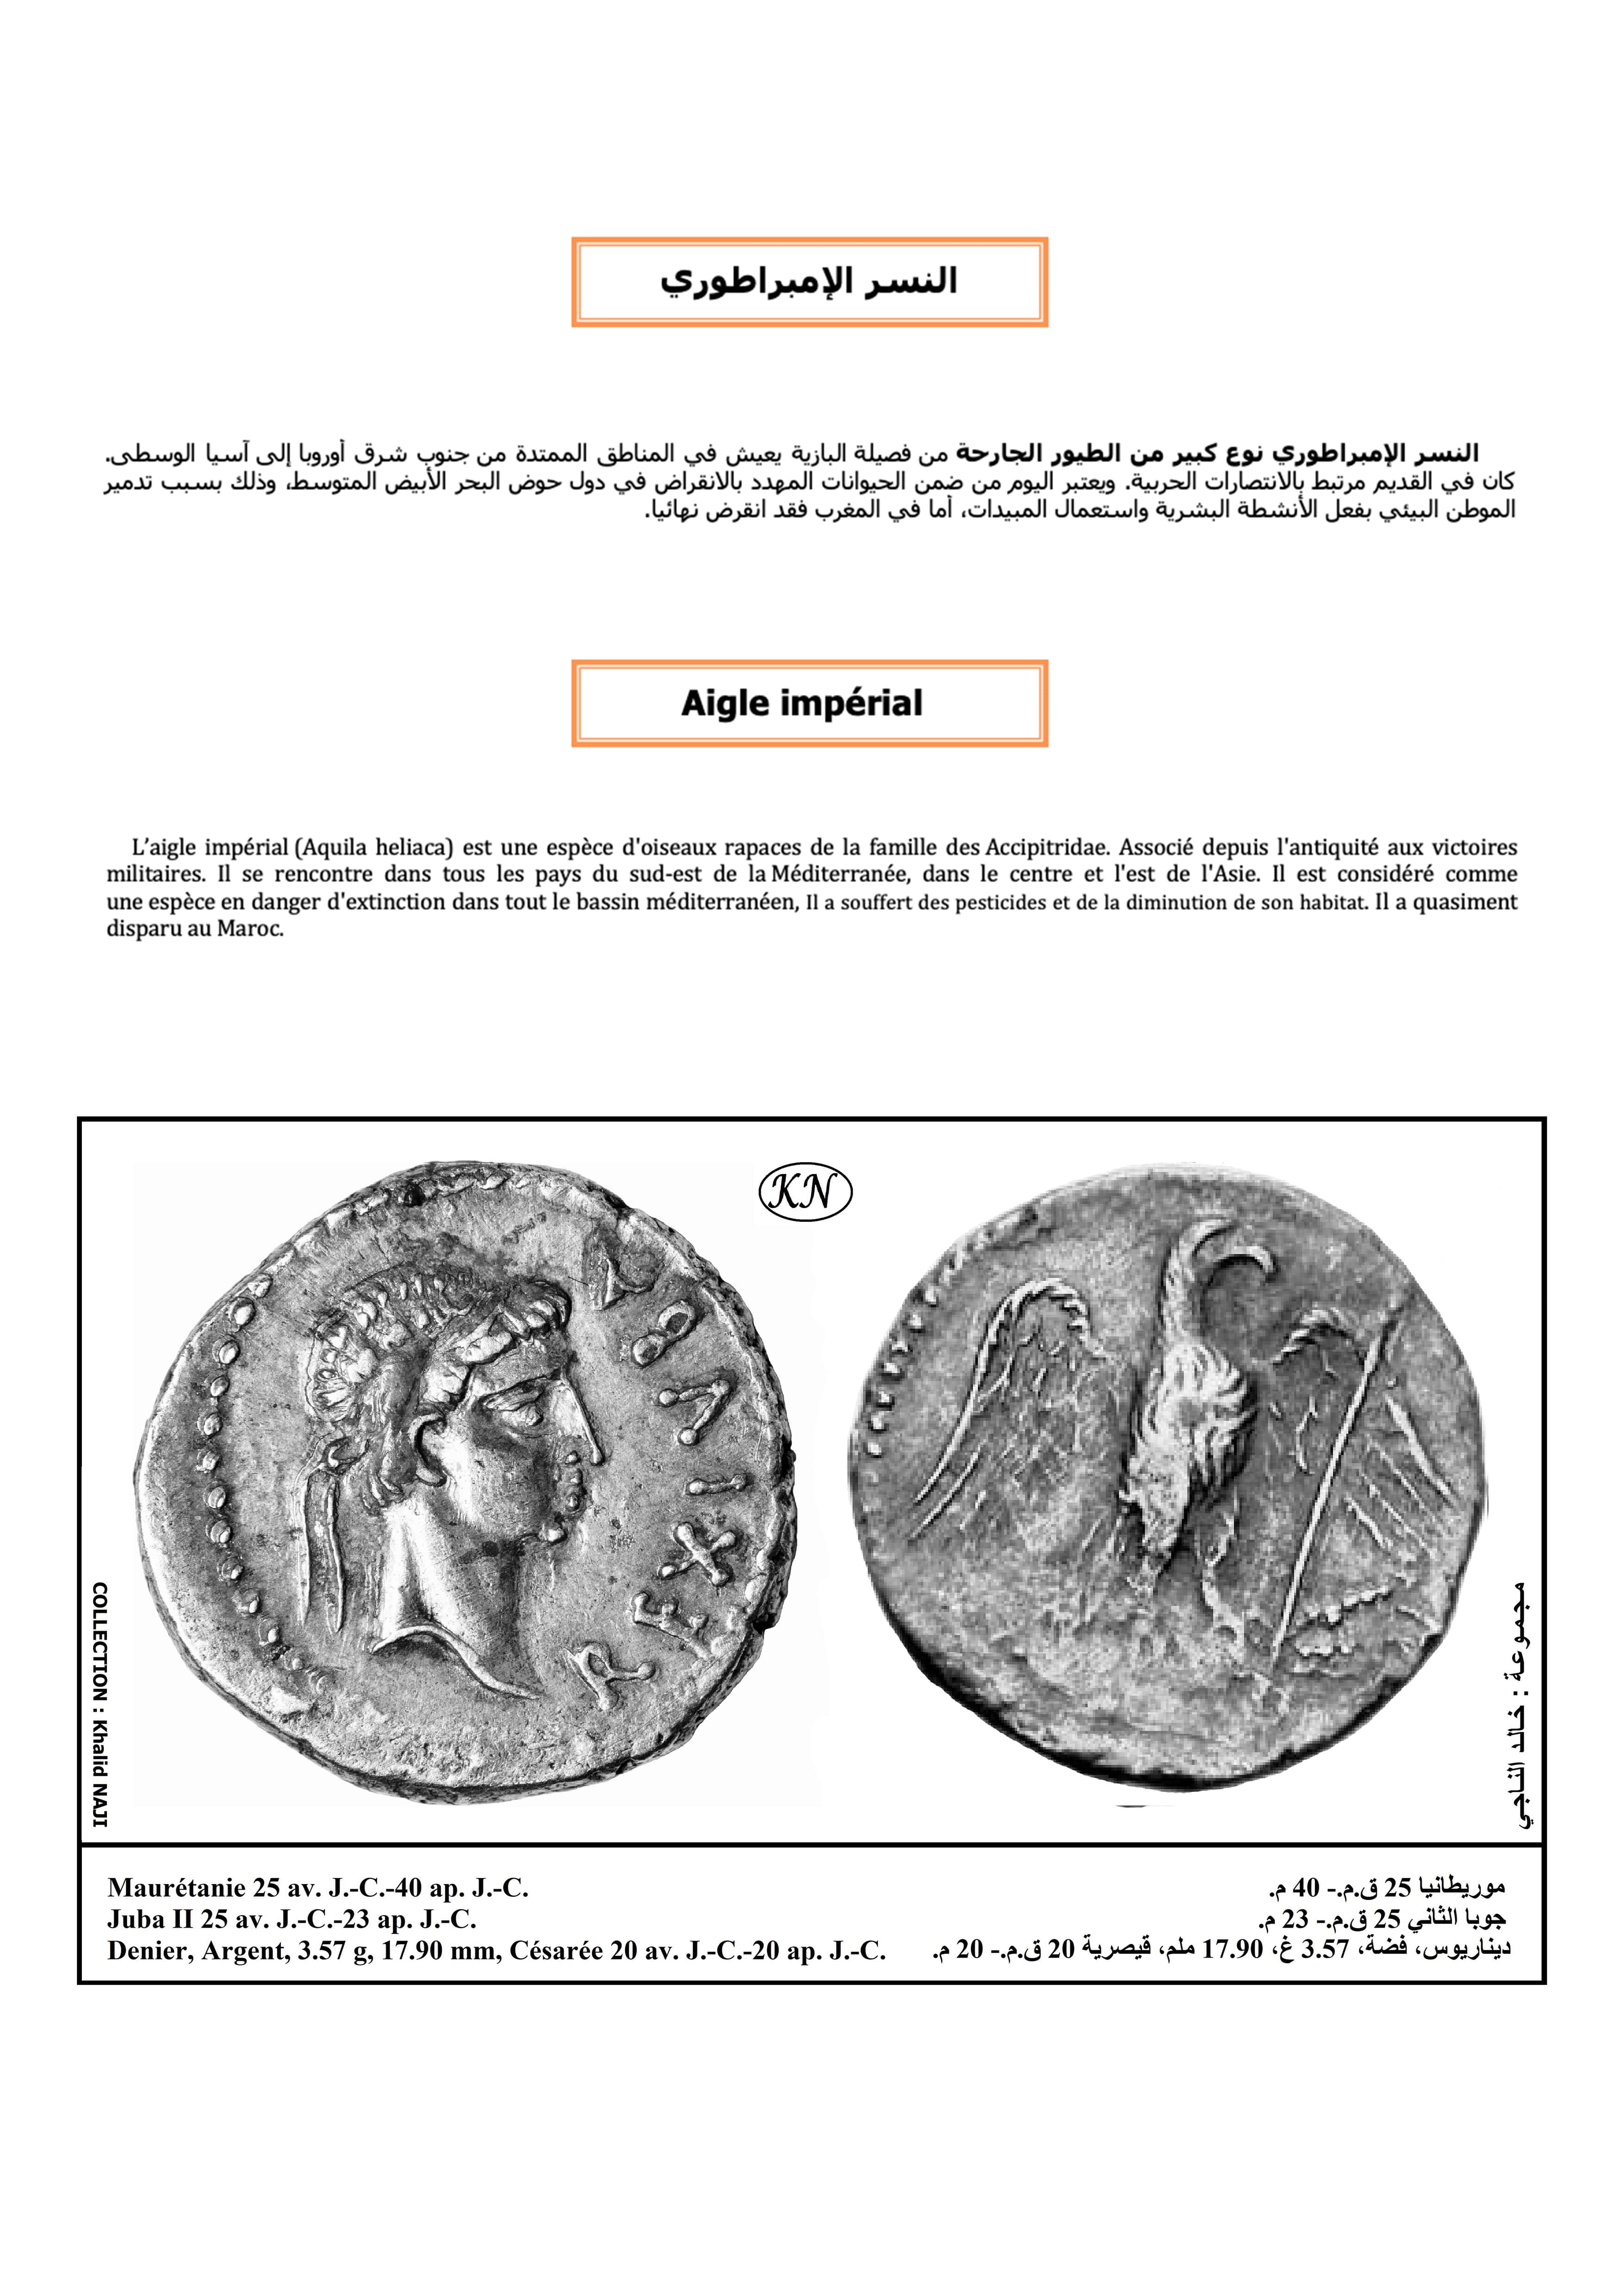 النسر الإمبراطوري
النسر الإمبراطوري نوع كبير من الطيور الجارحة من فصيلة البازية يعيش في المناطق الممتدة من جنوب شرق أوروبا إلى آسيا الوسطى.
كان في القديم مرتبط بالانتصارات الحربية. ويعتبر اليوم من ضمن الحيوانات المهدد بالانقراض في دول حوض البحر الأبيض المتوسط، وذلك بسبب تدمير
الموطن البيئي بفعل الأنشطة البشرية واستعمال المبيدات، أما في المغرب فقد انقرض نهائيا.
Aigle impérial
L’aigle impérial (Aquila heliaca) est une espèce d'oiseaux rapaces de la famille des Accipitridae. Associé depuis l'antiquité aux victoires
militaires. Il se rencontre dans tous les pays du sud-est de la Méditerranée, dans le centre et l'est de l'Asie. Il est considéré comme
une espèce en danger d'extinction dans tout le bassin méditerranéen, Il a souffert des pesticides et de la diminution de son habitat. Il a quasiment
disparu au Maroc.
KN
COLLECTION : Khalid NAJI
مجموعة : خالد الناجي
Maurétanie 25 av. J.-C.-40 ap. J.-C.
Juba II 25 av. J.-C.-23 ap. J.-C.
Denier, Argent, 3.57 g, 17.90 mm, Césarée 20 av. J.-C.-20 ap. J.-C.
موريطانيا 25 ق.م.- 40 م.
جوبا الثاني 25 ق.م.- 23 م.
ديناريوس، فضة، 3.57 غ، 17.90 ملم، قيصرية 20 ق.م.- 20 م.